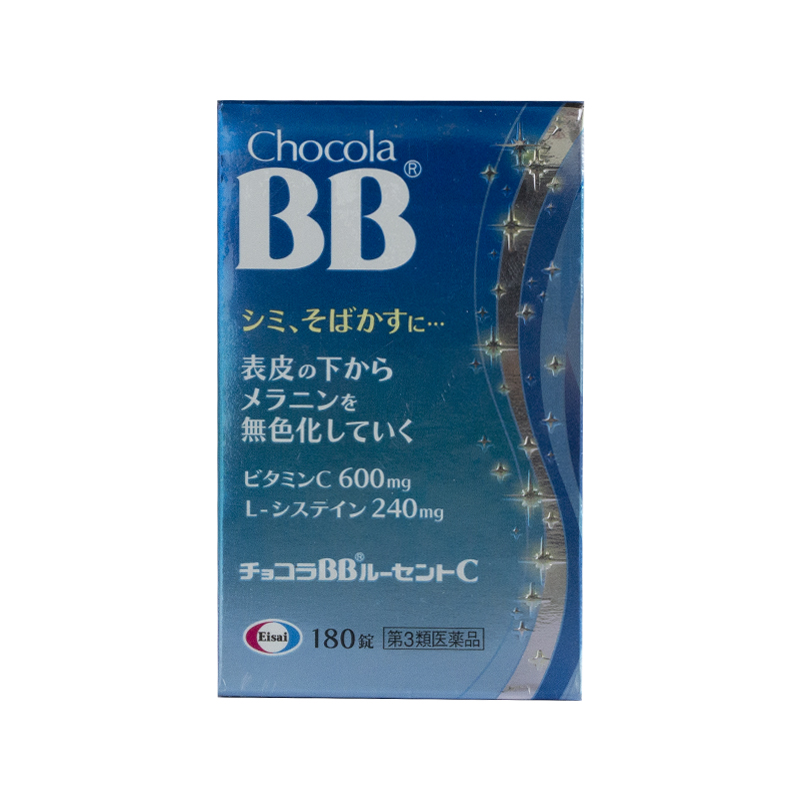 Chocola
BB®
シミ、そばかすに…
表皮の下から
メラニンを
無色化していく
ビタミンC 600mg
L-システイン 240mg
チョコラBB®ルーセントC
Eisai 180錠 第3類医薬品